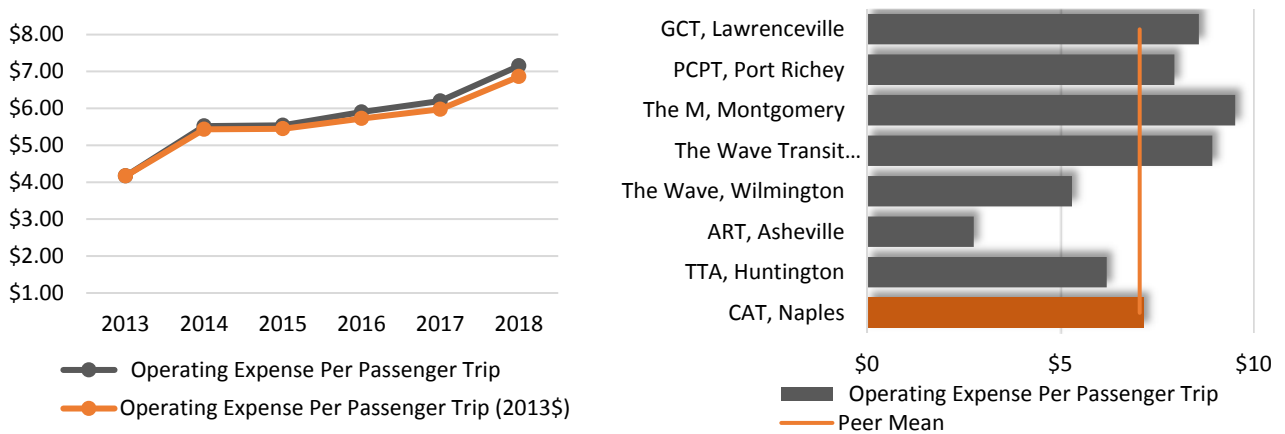 $8.00
$7.00
$6.00
$5.00
$4.00
$3.00
$2.00
$1.00
2013 2014 2015 2016 2017 2018
Operating Expense Per Passenger Trip
Operating Expense Per Passenger Trip (2013$)
GCT, Lawrenceville
PCPT, Port Richey
The M, Montgomery
The Wave Transit...
The Wave, Wilmington
ART, Asheville
TTA, Huntington
CAT, Naples
$0 $5 $10
Operating Expense Per Passenger Trip
Peer Mean